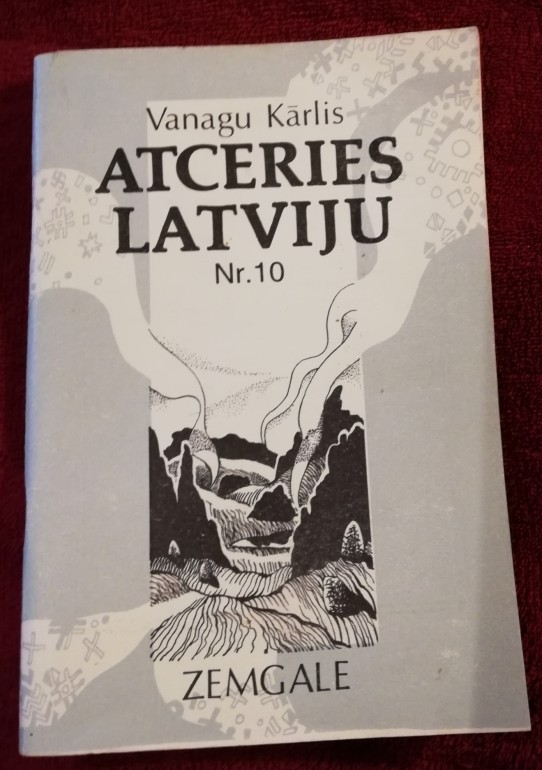 Vanagu Kārlis
ATCERIES
LATVIJU
Nr.10
ZEMGALE